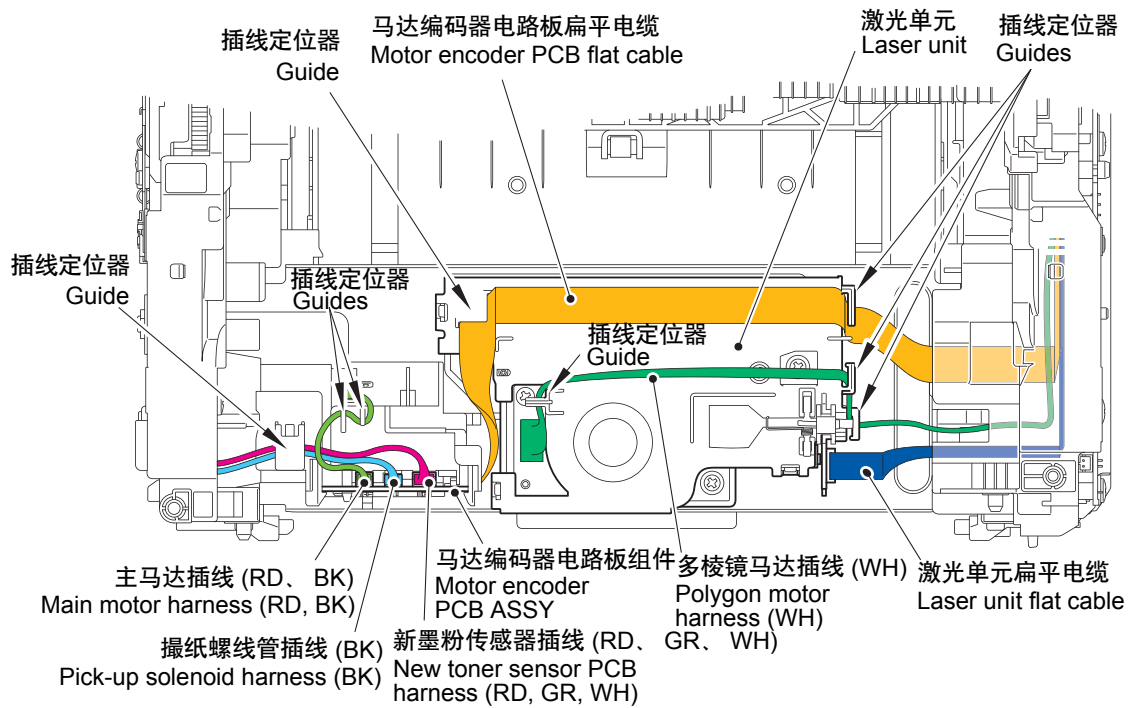 插线定位器
Guide
马达编码器电路板扁平电缆
Motor encoder PCB flat cable
激光单元
Laser unit
插线定位器
Guides
插线定位器
Guide
插线定位器
Guides
插线定位器
Guide
主马达插线 (RD、 BK)
Main motor harness (RD, BK)
撮纸螺线管插线 (BK)
Pick-up solenoid harness (BK)
马达编码器电路板组件
Motor encoder
PCB ASSY
新墨粉传感器插线 (RD、 GR、 WH)
New toner sensor PCB
harness (RD, GR, WH)
多棱镜马达插线 (WH)
Polygon motor
harness (WH)
激光单元扁平电缆
Laser unit flat cable